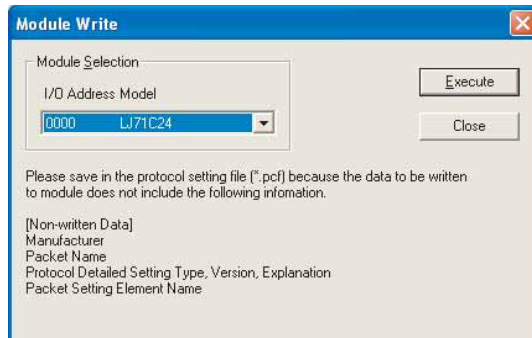 Module Write
Module Selection
I/O Address Model
0000 LJ71C24
Execute
Close
Please save in the protocol setting file (*.pcf) because the data to be written
to module does not include the following infomation.
[Non-written Data]
Manufacturer
Packet Name
Protocol Detailed Setting Type, Version, Explanation
Packet Setting Element Name